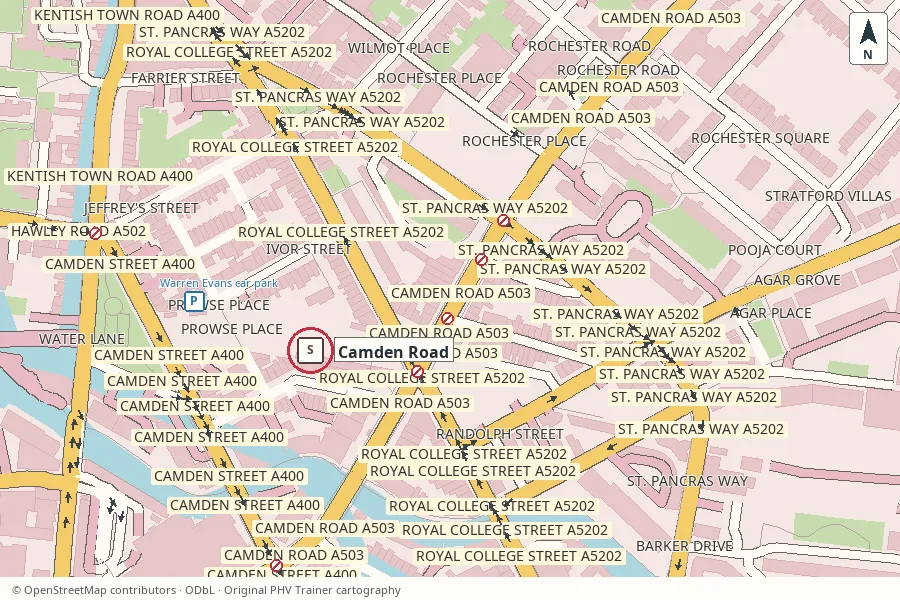 KENTISH TOWN ROAD A400
CAMDEN ROAD A503
ST. PANCRAS WAY A5202
ROYAL COLLEGE STREET A5202
WILMOT PLACE
ROCHESTER ROAD
N
FARRIER STREET
ROCHESTER PLACE
ROCHESTER ROAD
CAMDEN ROAD A503
ST. PANCRAS WAY A5202
ST. PANCRAS WAY A5202
CAMDEN ROAD A503
ROYAL COLLEGE STREET A5202
ROCHESTER PLACE
ROCHESTER SQUARE
KENTISH TOWN ROAD A400
STRATFORD VILLAS
JEFFREY'S STREET
ST. PANCRAS WAY A5202
HAWLEY ROAD A502
ROYAL COLLEGE STREET A5202
IVOR STREET
ST. PANCRAS WAY A5202
POOJA COURT
CAMDEN STREET A400
ST. PANCRAS WAY A5202
Warren Evans car park
AGAR GROVE
P
PROWSE PLACE
CAMDEN ROAD A503
ST. PANCRAS WAY A5202
AGAR PLACE
PROWSE PLACE
CAMDEN ROAD A503
ST. PANCRAS WAY A5202
WATER LANE
S
Camden Road
D A503
ST. PANCRAS WAY A5202
CAMDEN STREET A400
ROYAL COLLEGE STREET A5202
ST. PANCRAS WAY A5202
CAMDEN STREET A400
CAMDEN ROAD A503
ST. PANCRAS WAY A5202
CAMDEN STREET A400
CAMDEN STREET A400
RANDOLPH STREET
ST. PANCRAS WAY A5202
ROYAL COLLEGE STREET A5202
ROYAL COLLEGE STREET A5202
CAMDEN STREET A400
ST. PANCRAS WAY
CAMDEN STREET A400
ROYAL COLLEGE STREET A5202
CAMDEN ROAD A503
ROYAL COLLEGE STREET A5202
CAMDEN ROAD A503
ROYAL COLLEGE STREET A5202
BARKER DRIVE
CAMDEN STREET A400
© OpenStreetMap contributors · ODbL · Original PHV Trainer cartography